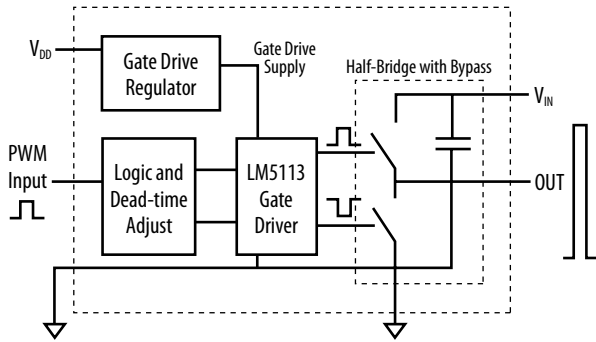 V_DD
Gate Drive
Regulator
Gate Drive
Supply
Half-Bridge with Bypass
V_IN
PWM
Input
Logic and
Dead-time
Adjust
LM5113
Gate
Driver
OUT